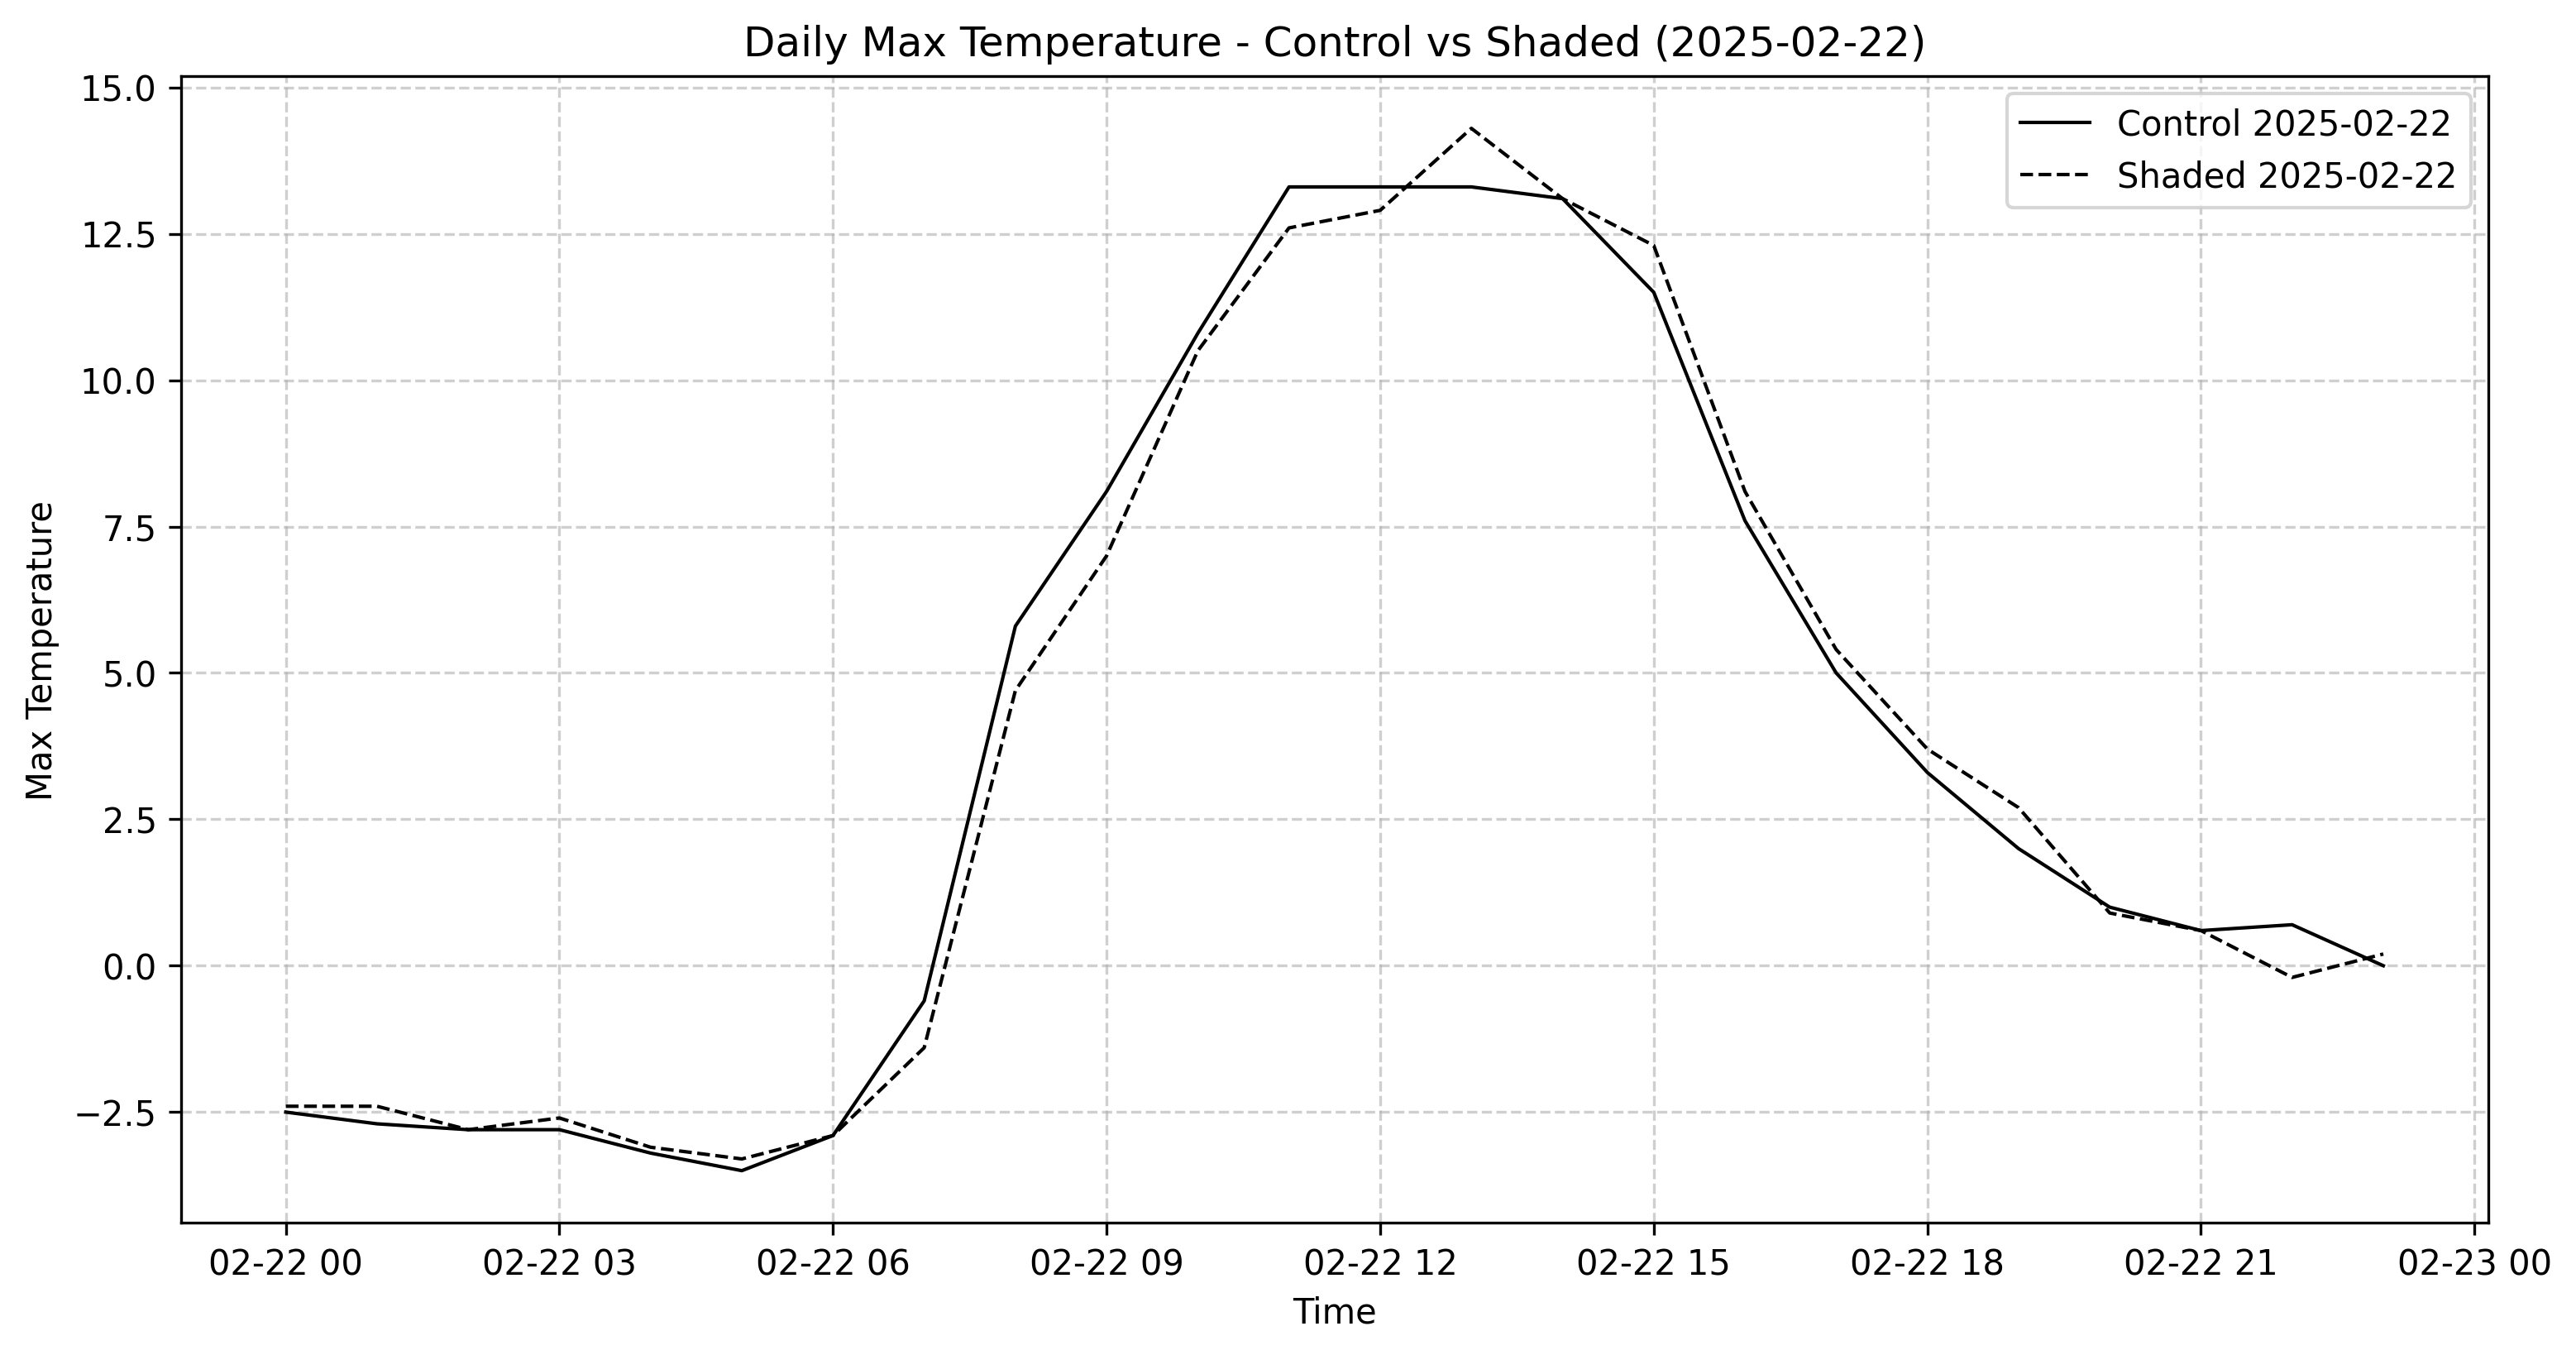 Daily Max Temperature - Control vs Shaded (2025-02-22)
Control 2025-02-22
Shaded 2025-02-22
Max Temperature
15.0
12.5
10.0
7.5
5.0
2.5
0.0
−2.5
02-22 00 02-22 03 02-22 06 02-22 09 02-22 12 02-22 15 02-22 18 02-22 21 02-23 00
Time